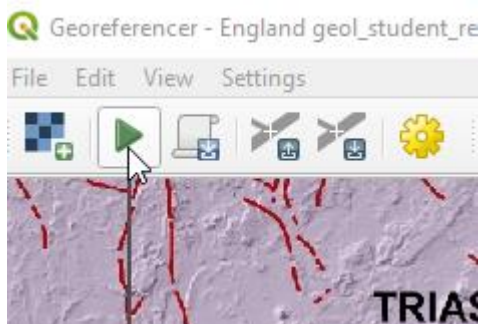 Georeferencer - England geol_student_re
File Edit View Settings
TRIAS